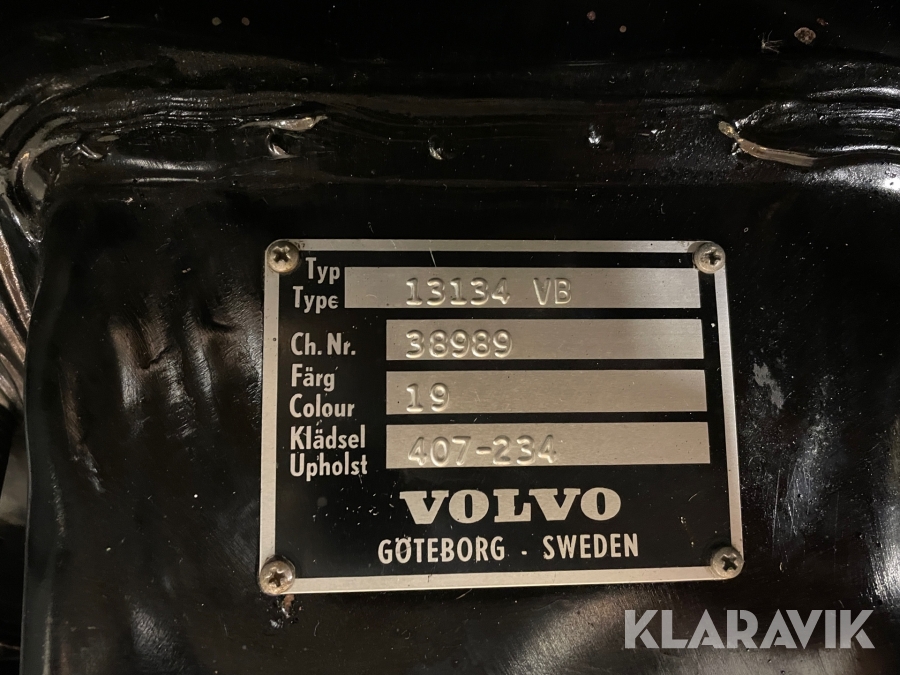 Typ
Type 13134 VB
Ch. Nr. 38989
Färg
Colour 19
Klädsel
Upholst 407-234
VOLVO
GÖTEBORG - SWEDEN
KLARAVIK